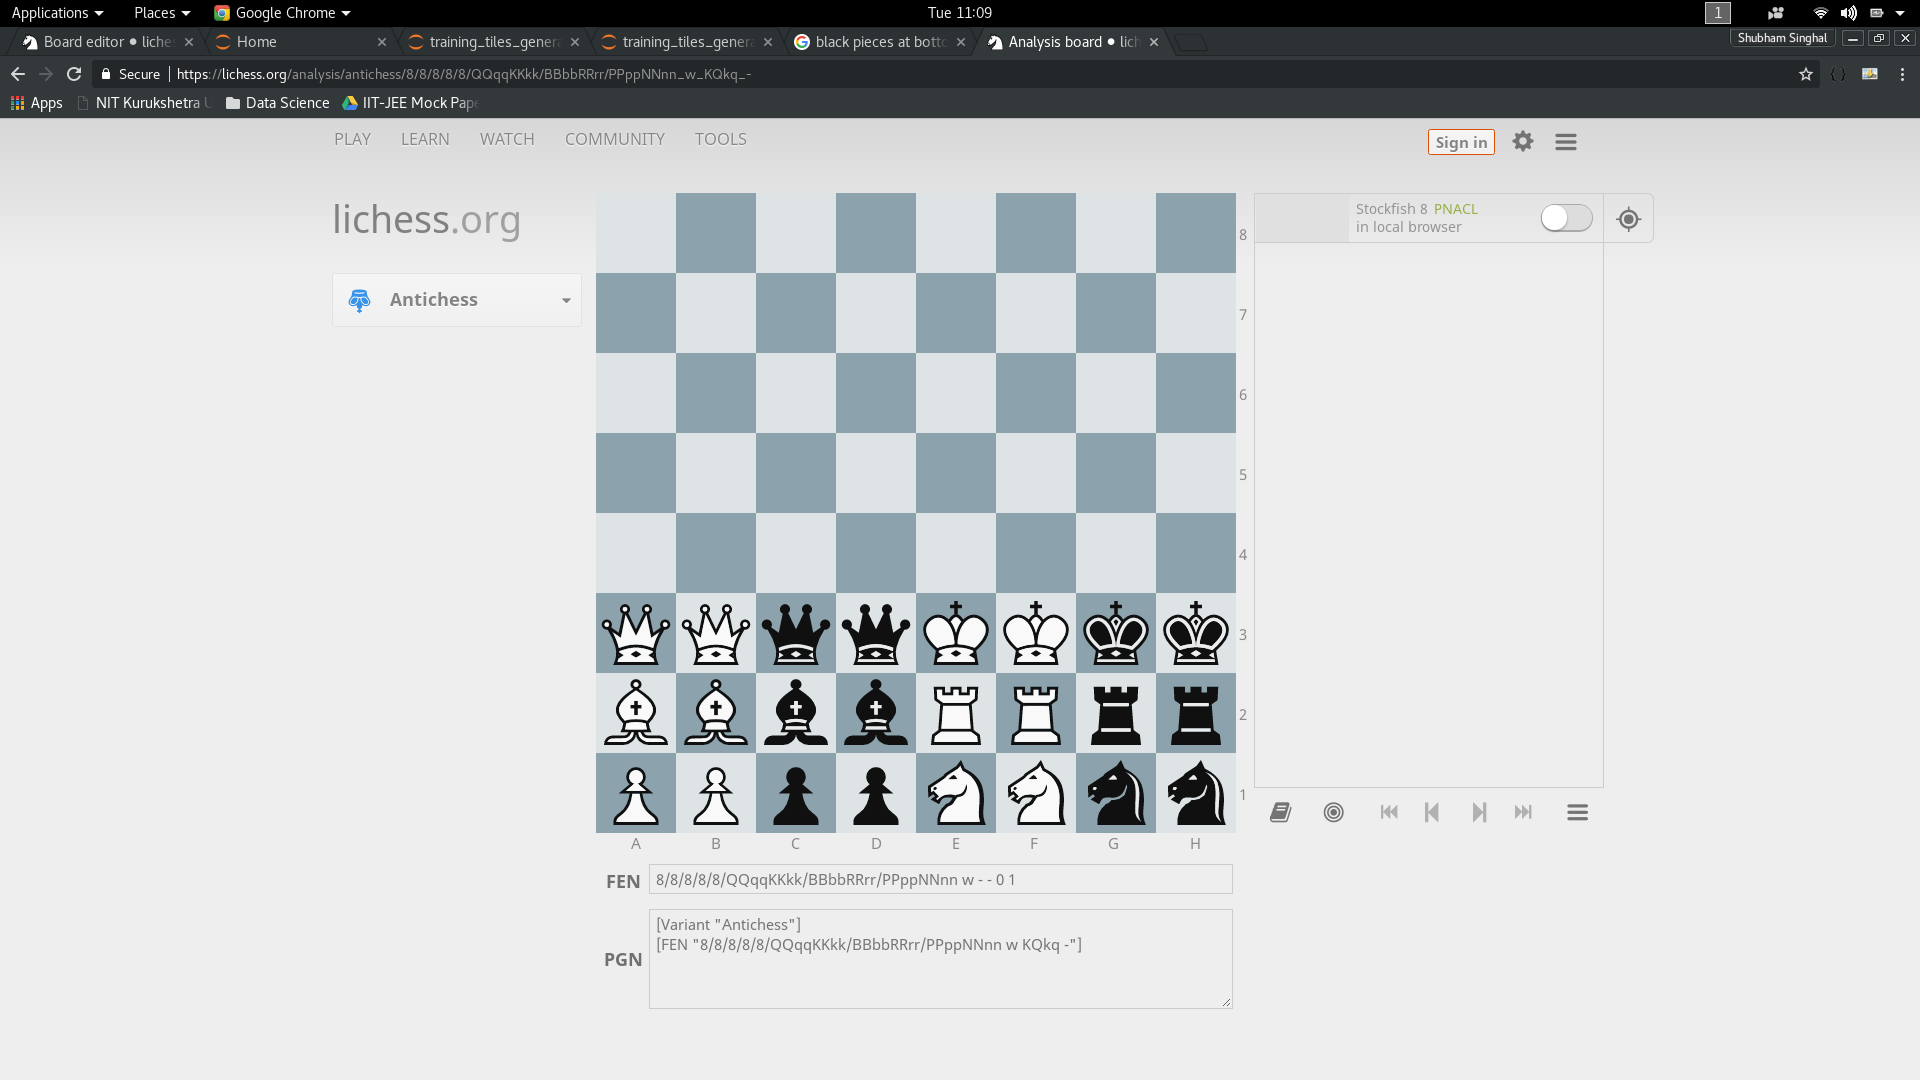 Applications Places Google Chrome Tue 11:09 1
Board editor • liche Home training_tiles_genera training_tiles_genera black pieces at botto Analysis board • lich Shubham Singhal
Secure https://lichess.org/analysis/antichess/8/8/8/8/8/QQqqKKkk/BBbbRRrr/PPppNNnn_w_KQkq_-
Apps NIT Kurukshetra U Data Science IIT-JEE Mock Pape
PLAY LEARN WATCH COMMUNITY TOOLS Sign in
lichess.org
Antichess
Stockfish 8 PNACL
in local browser
8
7
6
5
4
3
2
1
A B C D E F G H
FEN 8/8/8/8/8/QQqqKKkk/BBbbRRrr/PPppNNnn w - - 0 1
[Variant "Antichess"]
[FEN "8/8/8/8/8/QQqqKKkk/BBbbRRrr/PPppNNnn w KQkq -"]
PGN